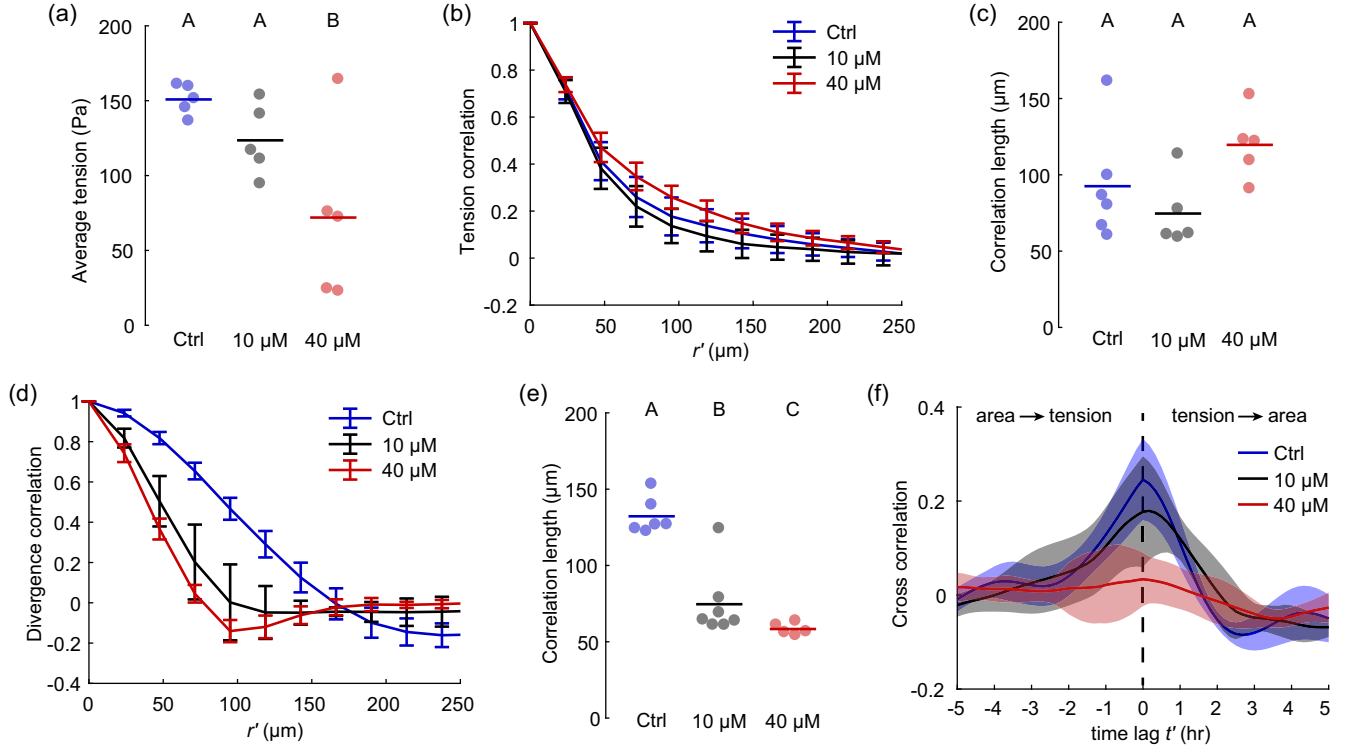 (a)
A A B
200
150
100
50
0
Average tension (Pa)
Ctrl 10 µM 40 µM
(b)
1
0.8
0.6
0.4
0.2
0
-0.2
Tension correlation
Ctrl
10 µM
40 µM
0 50 100 150 200 250
r' (µm)
(c)
A A A
200
150
100
50
0
Correlation length (µm)
Ctrl 10 µM 40 µM
(d)
1
0.8
0.6
0.4
0.2
0
-0.2
-0.4
Divergence correlation
Ctrl
10 µM
40 µM
0 50 100 150 200 250
r' (µm)
(e)
A B C
200
150
100
50
0
Correlation length (µm)
Ctrl 10 µM 40 µM
(f)
0.4
0.2
0
-0.2
Cross correlation
area → tension tension → area
Ctrl
10 µM
40 µM
-5 -4 -3 -2 -1 0 1 2 3 4 5
time lag t' (hr)